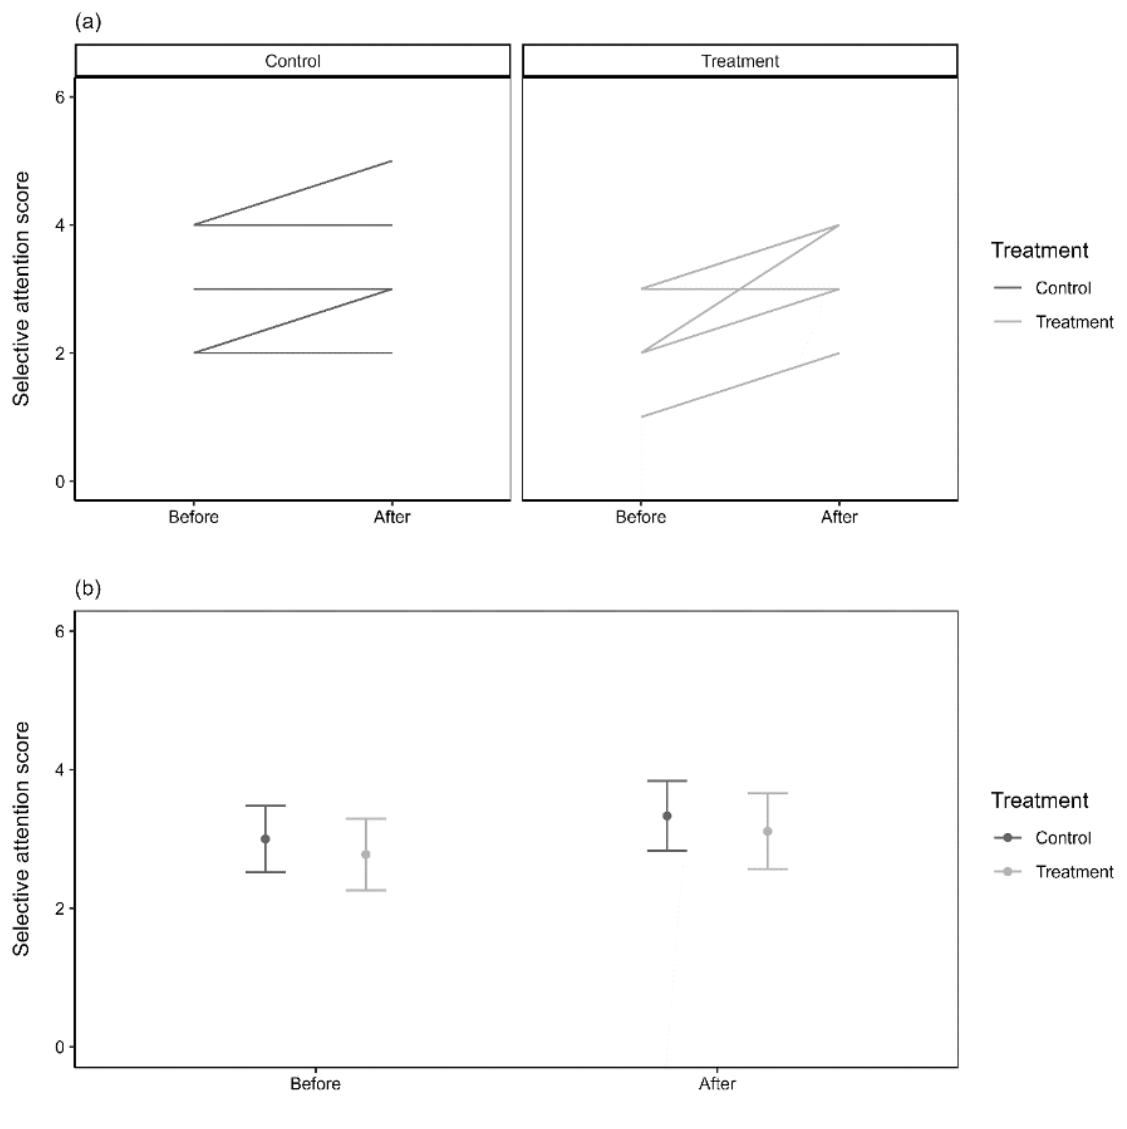 (a)
Control
Treatment
Selective attention score
6
4
2
0
Before
After
Before
After
Treatment
Control
Treatment
(b)
Selective attention score
6
4
2
0
Before
After
Treatment
Control
Treatment